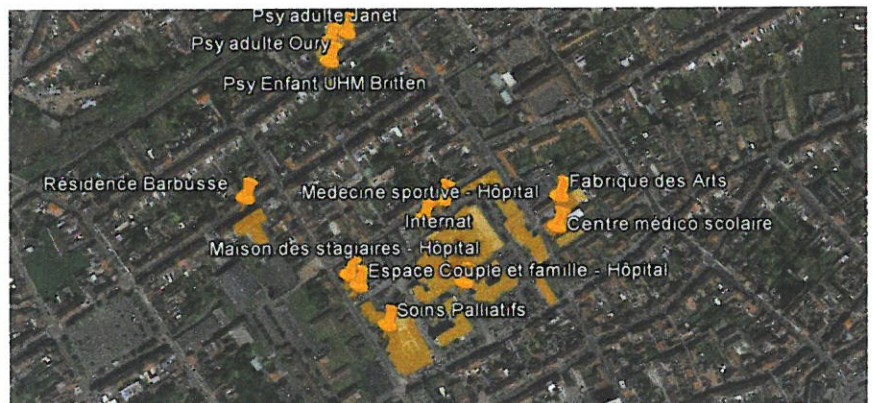 Psy adulte Janet
Psy adulte Oury
Psy Enfant UHM Britten
Résidence Barbusse
Médecine sportive - Hôpital
Fabrique des Arts
Internat
Centre médico scolaire
Maison des stagiaires - Hôpital
Espace Couple et famille - Hôpital
Soins Palliatifs